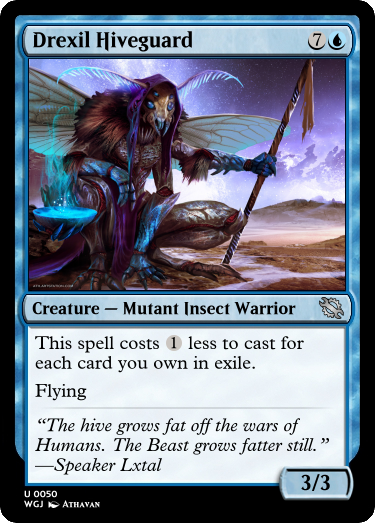 Drexil Hiveguard 7
Creature — Mutant Insect Warrior
This spell costs 1 less to cast for
each card you own in exile.
Flying
“The hive grows fat off the wars of
Humans. The Beast grows fatter still.”
—Speaker Lxtal
3/3
U 0050
WGJ Athavan